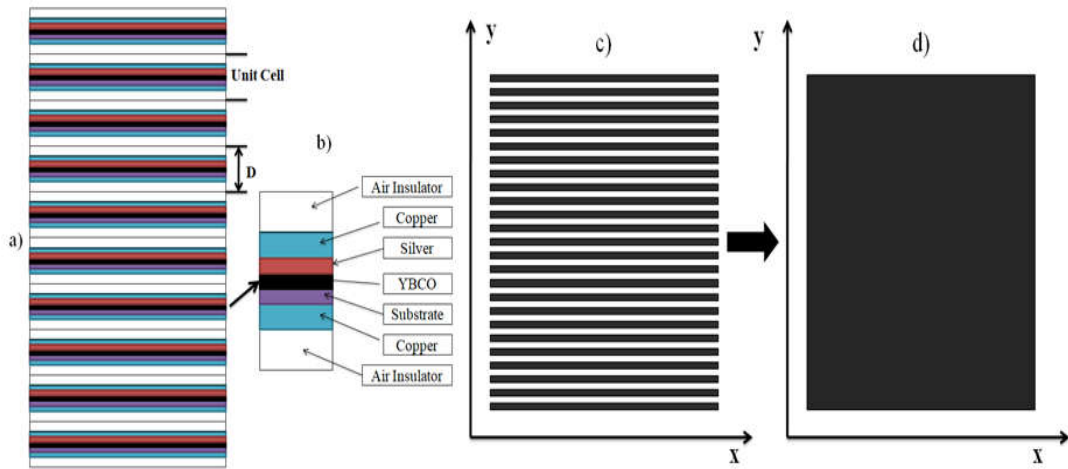 a)
Unit Cell
D
b)
Air Insulator
Copper
Silver
YBCO
Substrate
Copper
Air Insulator
y
c)
x
y
d)
x